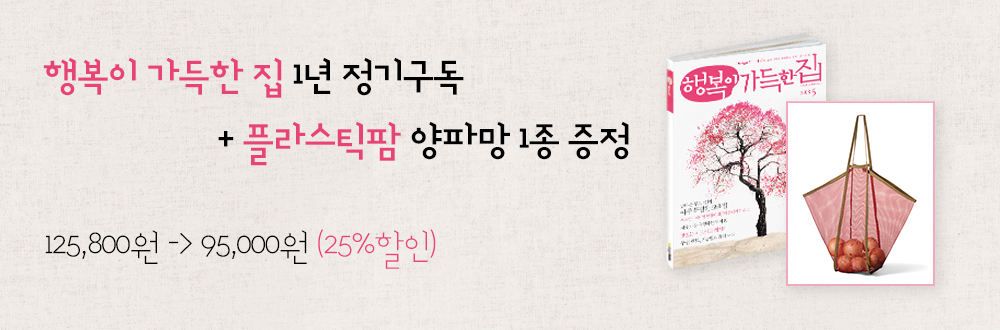 행복이 가득한 집 1년 정기구독
+ 플라스틱팜 양파망 1종 증정
125,800원 -> 95,000원 (25%할인)
행복이 가득한 집